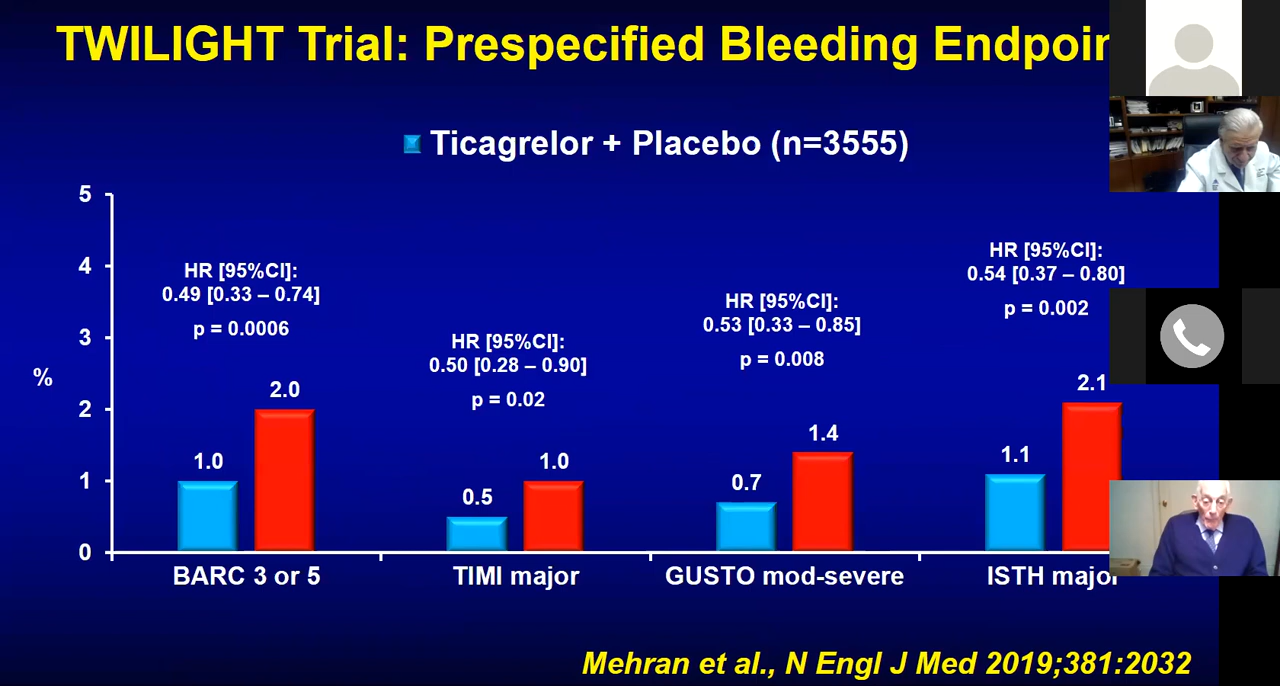 TWILIGHT Trial: Prespecified Bleeding Endpoin
Ticagrelor + Placebo (n=3555)
5
4
3
2
1
0
%
HR [95%CI]:
0.49 [0.33 – 0.74]
p = 0.0006
2.0
1.0
BARC 3 or 5
HR [95%CI]:
0.50 [0.28 – 0.90]
p = 0.02
1.0
0.5
TIMI major
HR [95%CI]:
0.53 [0.33 – 0.85]
p = 0.008
1.4
0.7
GUSTO mod-severe
HR [95%CI]:
0.54 [0.37 – 0.80]
p = 0.002
2.1
1.1
ISTH major
Mehran et al., N Engl J Med 2019;381:2032